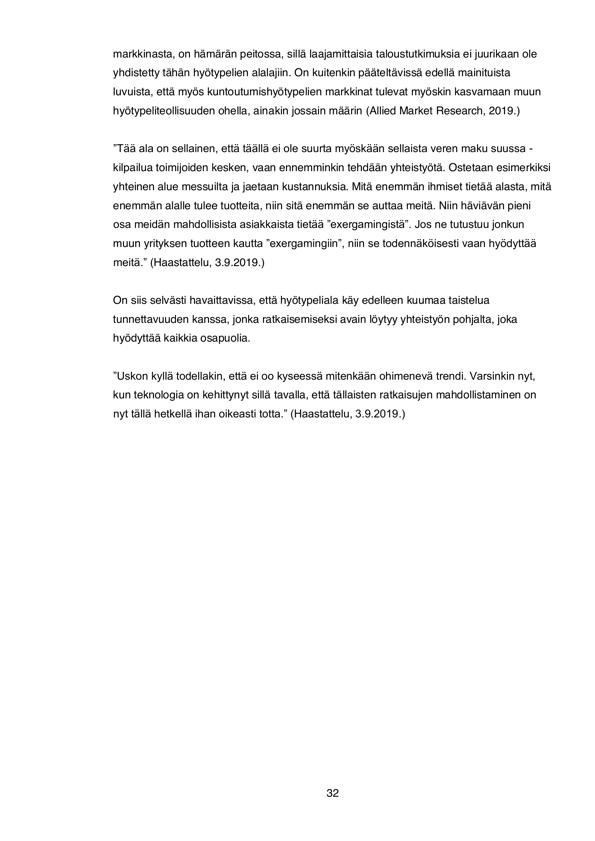 markkinasta, on hämärän peitossa, sillä laajamittaisia taloustutkimuksia ei juurikaan ole
yhdistetty tähän hyötypelien alalajiin. On kuitenkin pääteltävissä edellä mainituista
luvuista, että myös kuntoutumishyötypelien markkinat tulevat myöskin kasvamaan muun
hyötypeliteollisuuden ohella, ainakin jossain määrin (Allied Market Research, 2019.)
”Tää ala on sellainen, että täällä ei ole suurta myöskään sellaista veren maku suussa -
kilpailua toimijoiden kesken, vaan ennemminkin tehdään yhteistyötä. Ostetaan esimerkiksi
yhteinen alue messuilta ja jaetaan kustannuksia. Mitä enemmän ihmiset tietää alasta, mitä
enemmän alalle tulee tuotteita, niin sitä enemmän se auttaa meitä. Niin häviävän pieni
osa meidän mahdollisista asiakkaista tietää ”exergamingistä”. Jos ne tutustuu jonkun
muun yrityksen tuotteen kautta ”exergamingiin”, niin se todennäköisesti vaan hyödyttää
meitä.” (Haastattelu, 3.9.2019.)
On siis selvästi havaittavissa, että hyötypeliala käy edelleen kuumaa taistelua
tunnettavuuden kanssa, jonka ratkaisemiseksi avain löytyy yhteistyön pohjalta, joka
hyödyttää kaikkia osapuolia.
”Uskon kyllä todellakin, että ei oo kyseessä mitenkään ohimenevä trendi. Varsinkin nyt,
kun teknologia on kehittynyt sillä tavalla, että tällaisten ratkaisujen mahdollistaminen on
nyt tällä hetkellä ihan oikeasti totta.” (Haastattelu, 3.9.2019.)
32